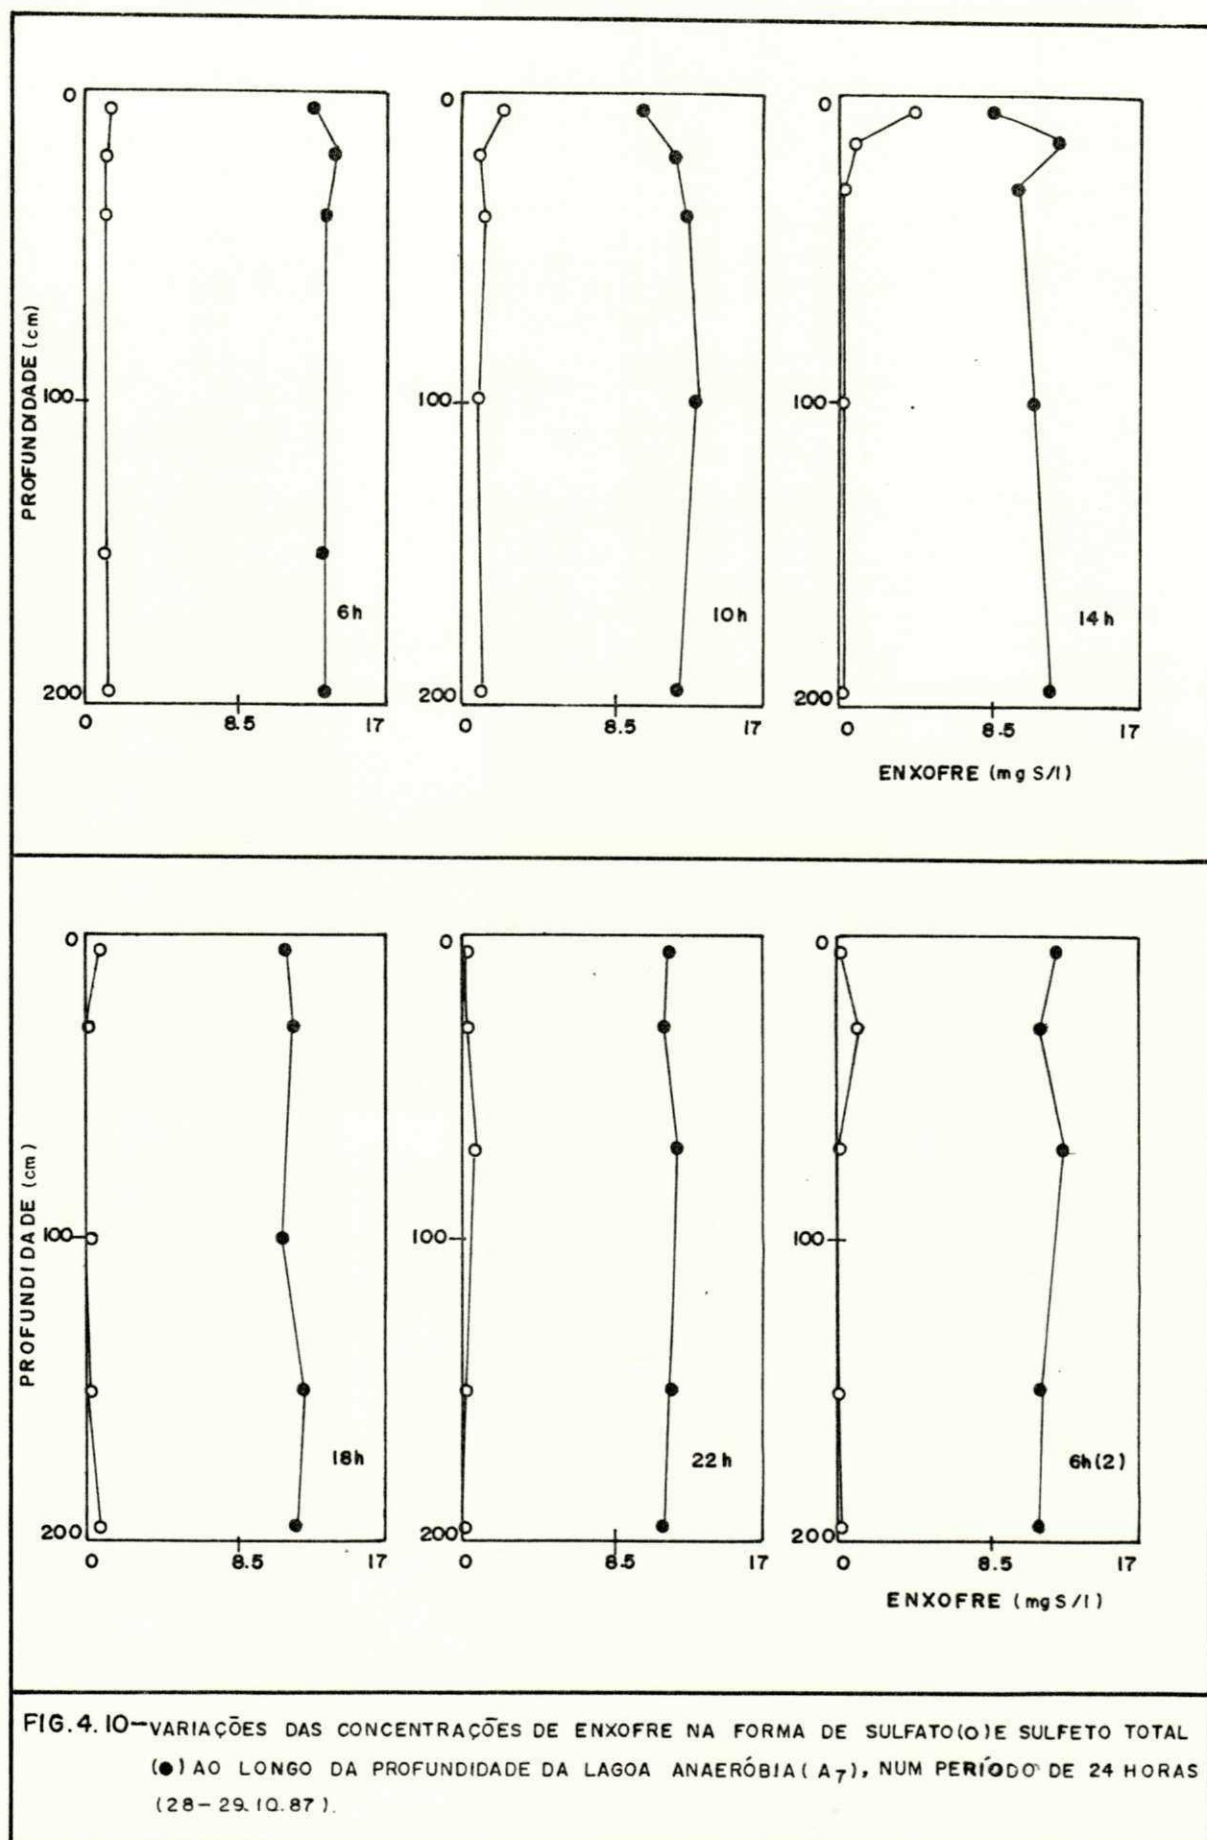 0
100
200
PROFUNDIDADE (cm)
6h
0 8.5 17
0
100
200
10h
0 8.5 17
0
100
200
14h
0 8.5 17
ENXOFRE (mg S/l)
0
100
200
PROFUNDIDADE (cm)
18h
0 8.5 17
0
100
200
22h
0 8.5 17
0
100
200
6h(2)
0 8.5 17
ENXOFRE (mg S/l)
FIG.4.10-VARIAÇÕES DAS CONCENTRAÇÕES DE ENXOFRE NA FORMA DE SULFATO(O)E SULFETO TOTAL
(●) AO LONGO DA PROFUNDIDADE DA LAGOA ANAERÓBIA (A7), NUM PERÍODO DE 24 HORAS
(28-29.10.87).